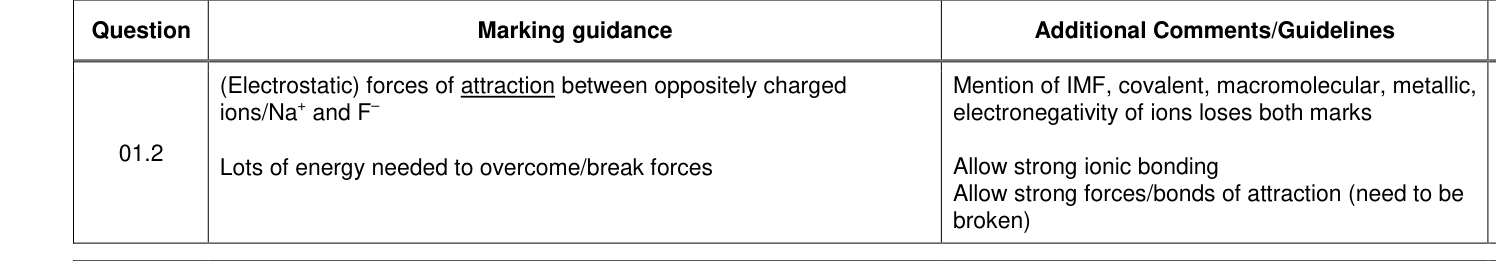 Question Marking guidance Additional Comments/Guidelines
(Electrostatic) forces of attraction between oppositely charged
ions/Na⁺ and F⁻
Lots of energy needed to overcome/break forces
01.2
Mention of IMF, covalent, macromolecular, metallic,
electronegativity of ions loses both marks
Allow strong ionic bonding
Allow strong forces/bonds of attraction (need to be
broken)